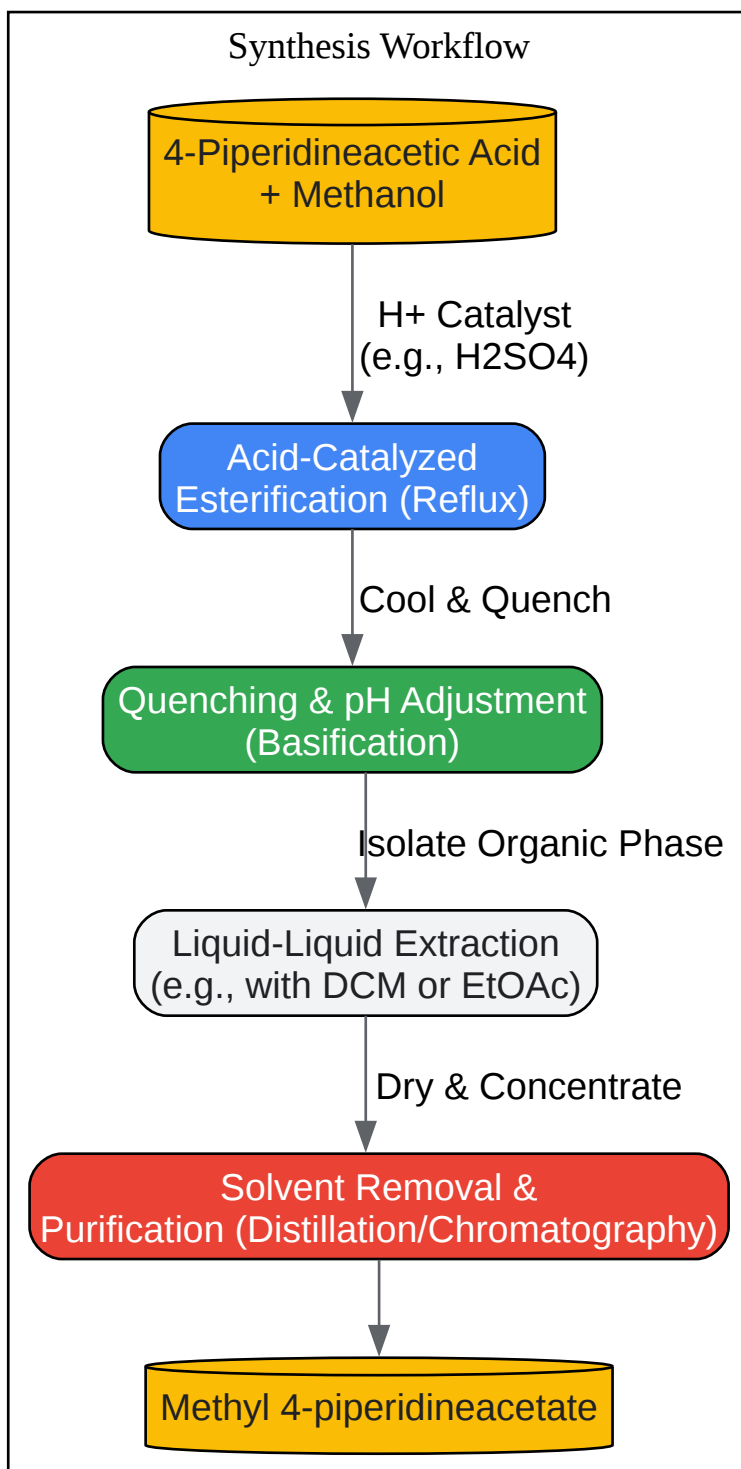 Synthesis Workflow
4-Piperidineacetic Acid
+ Methanol
H+ Catalyst
(e.g., H2SO4)
Acid-Catalyzed
Esterification (Reflux)
Cool & Quench
Quenching & pH Adjustment
(Basification)
Isolate Organic Phase
Liquid-Liquid Extraction
(e.g., with DCM or EtOAc)
Dry & Concentrate
Solvent Removal &
Purification (Distillation/Chromatography)
Methyl 4-piperidineacetate